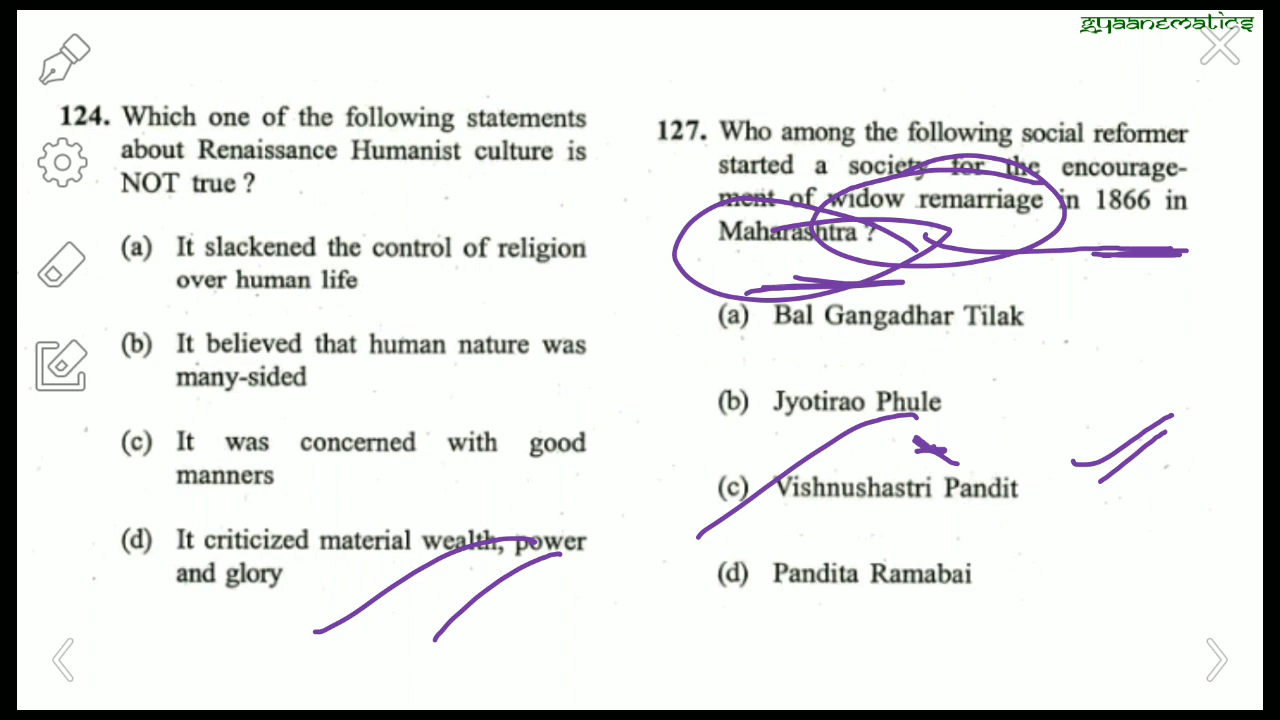 gyaanematics
124. Which one of the following statements
about Renaissance Humanist culture is
NOT true ?
(a) It slackened the control of religion
over human life
(b) It believed that human nature was
many-sided
(c) It was concerned with good
manners
(d) It criticized material wealth, power
and glory
127. Who among the following social reformer
started a society for the encourage-
ment of widow remarriage in 1866 in
Maharashtra ?
(a) Bal Gangadhar Tilak
(b) Jyotirao Phule
(c) Vishnushastri Pandit
(d) Pandita Ramabai